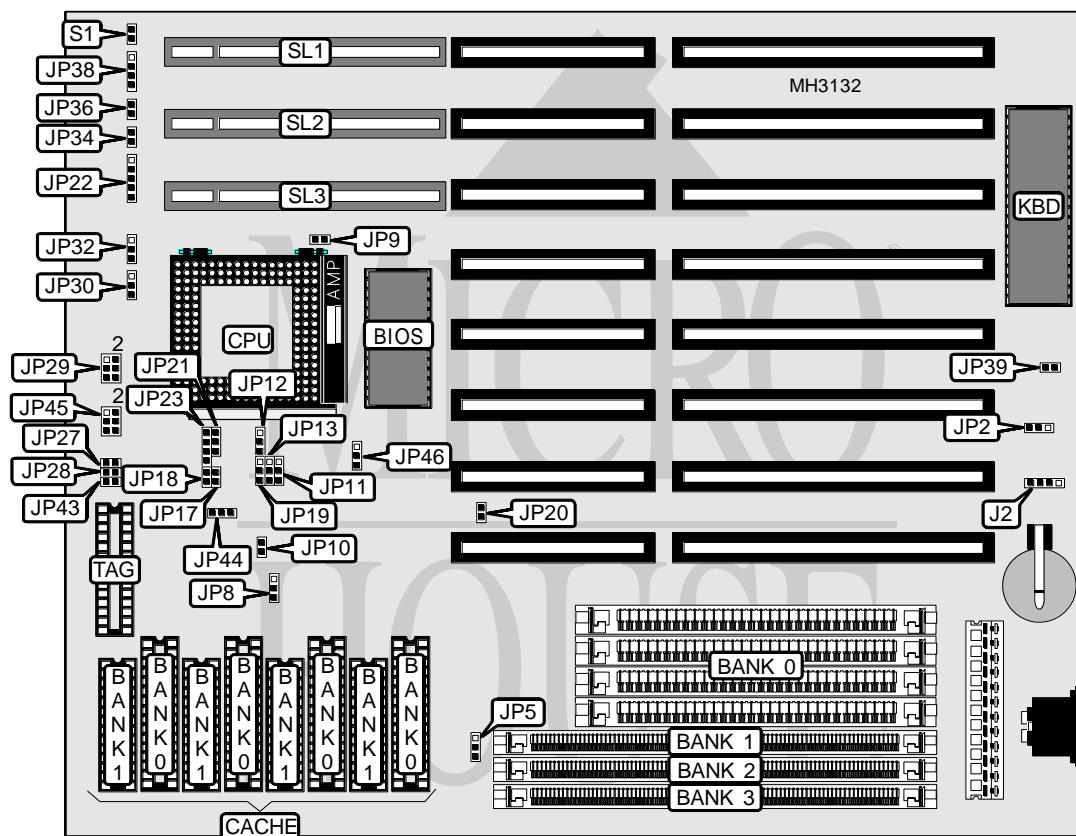 S1
SL1
JP38
MH3132
JP36
SL2
JP34
JP22
SL3
KBD
JP9
JP32
AMP
®
JP30
MICRO
CPU
BIOS
2
JP29
JP21
JP12
JP39
2
JP45
JP23
JP13
JP2
JP27
JP46
JP28
JP18
JP11
JP43
J2
JP17
JP19
JP20
JP44
JP10
TAG
HOUSE
JP8
BANK 0
BANK1
BANK0
BANK1
BANK0
BANK1
BANK0
BANK1
BANK0
JP5
BANK 1
BANK 2
BANK 3
CACHE